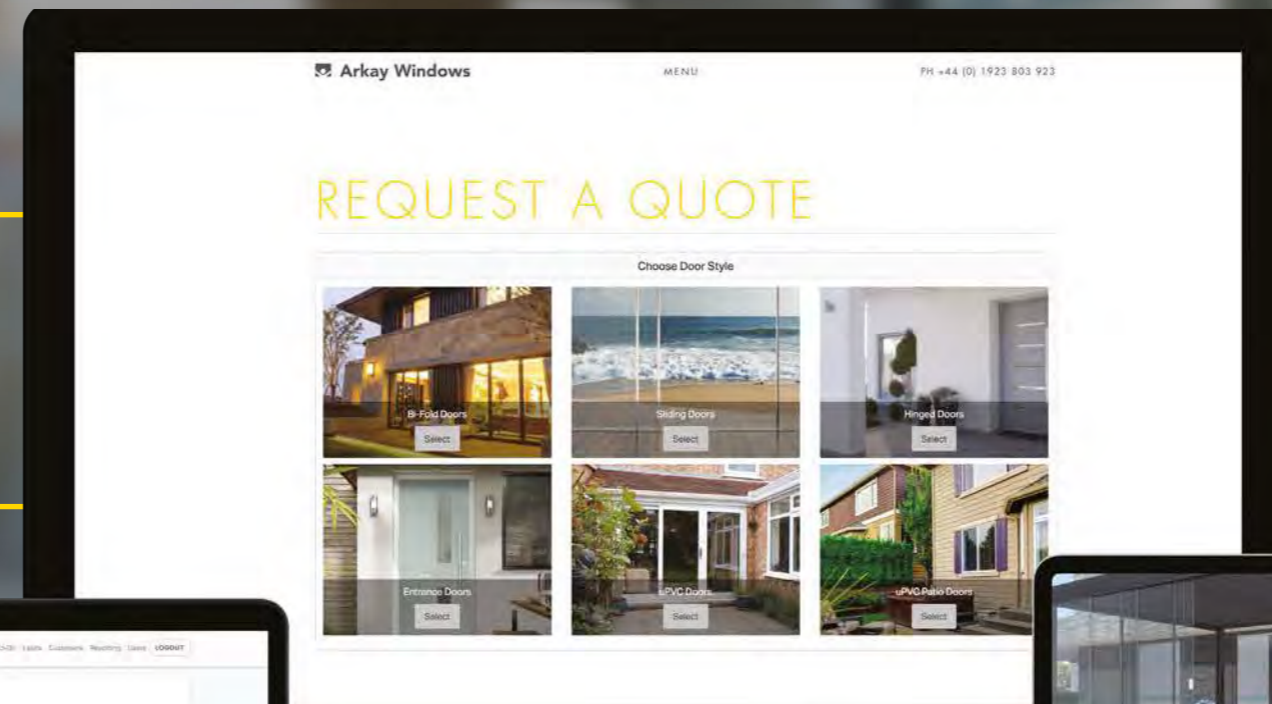 Arkay Windows MENU PH +44 (0) 1923 803 923
REQUEST A QUOTE
Choose Door Style
Bi-Fold Doors Sliding Doors Hinged Doors
Select Select Select
Entrance Doors uPVC Doors uPVC Patio Doors
Select Select Select
Leads Customers Reporting Users LOGOUT